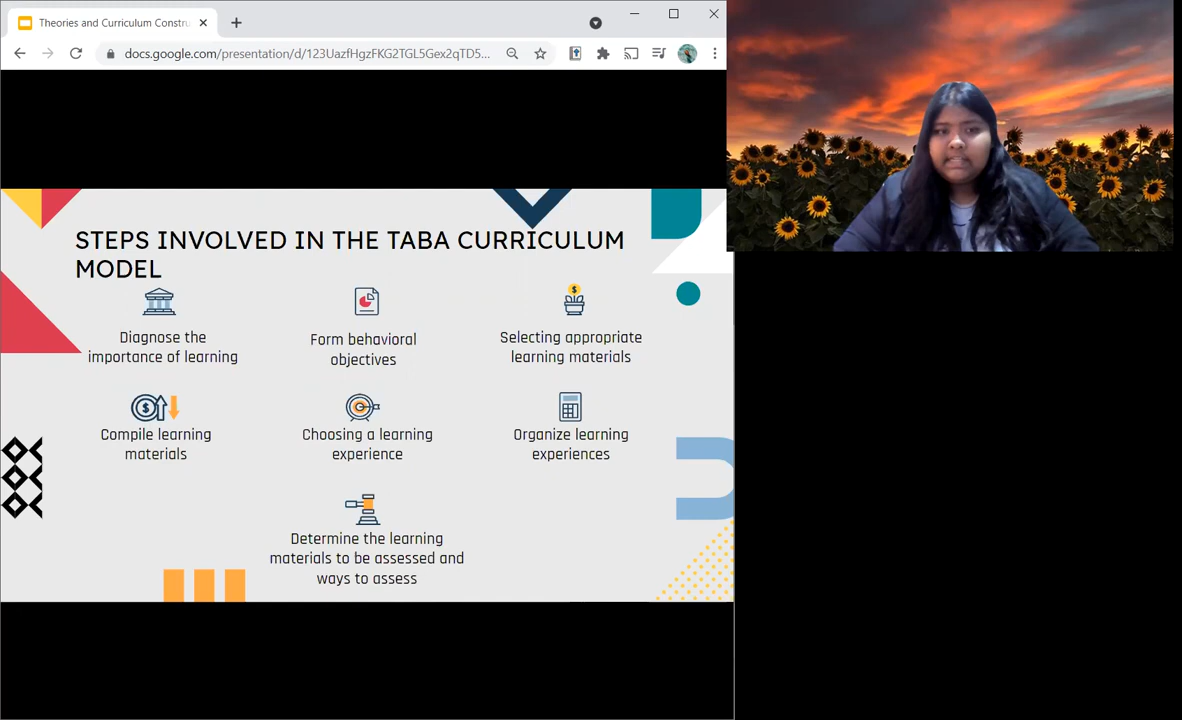 Theories and Curriculum Constru
docs.google.com/presentation/d/123UazfHgzFKG2TGL5Gex2qTD5...
STEPS INVOLVED IN THE TABA CURRICULUM
MODEL
Diagnose the
importance of learning
Form behavioral
objectives
Selecting appropriate
learning materials
Compile learning
materials
Choosing a learning
experience
Organize learning
experiences
Determine the learning
materials to be assessed and
ways to assess